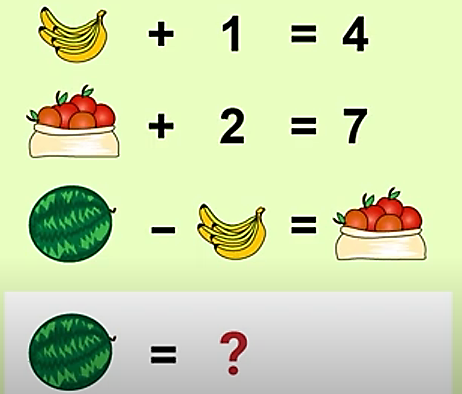 + 1 = 4
+ 2 = 7
- =
= ?